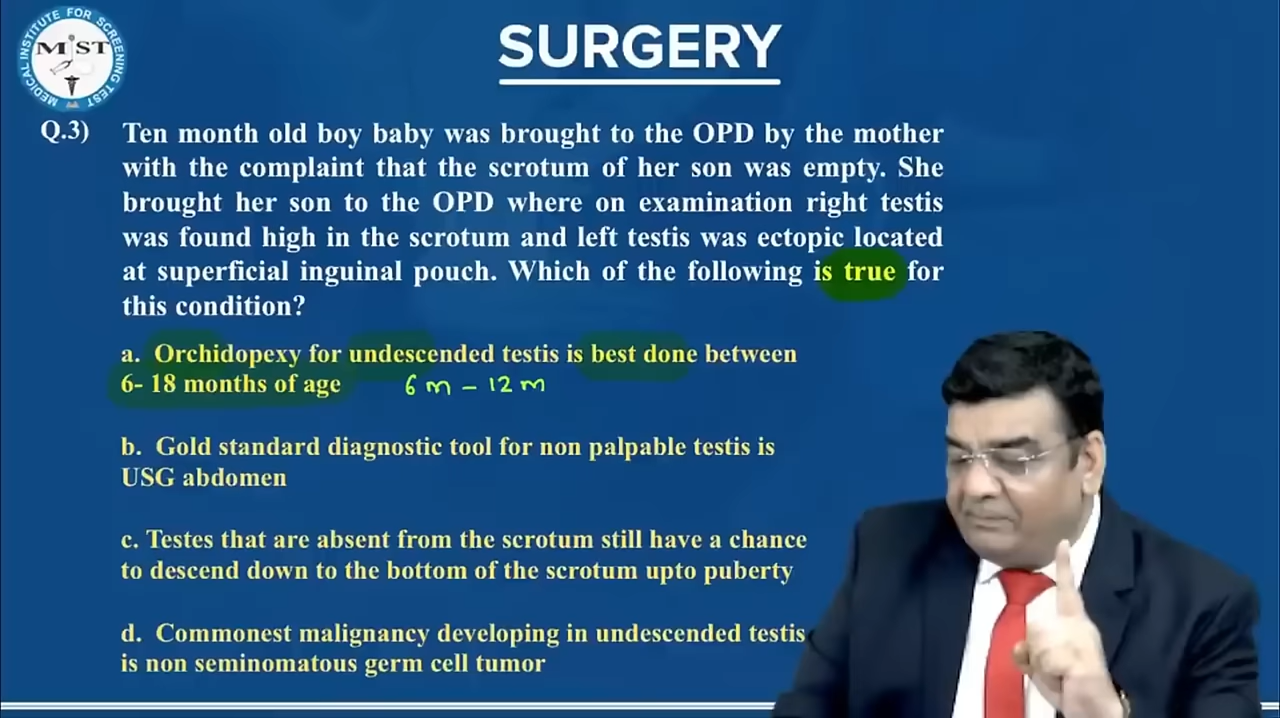 MEDICAL INSTITUTE FOR SCREENING TEST
MIST
SURGERY
Q.3) Ten month old boy baby was brought to the OPD by the mother
with the complaint that the scrotum of her son was empty. She
brought her son to the OPD where on examination right testis
was found high in the scrotum and left testis was ectopic located
at superficial inguinal pouch. Which of the following is true for
this condition?
a. Orchidopexy for undescended testis is best done between
6- 18 months of age 6 m – 12 m
b. Gold standard diagnostic tool for non palpable testis is
USG abdomen
c. Testes that are absent from the scrotum still have a chance
to descend down to the bottom of the scrotum upto puberty
d. Commonest malignancy developing in undescended testis
is non seminomatous germ cell tumor